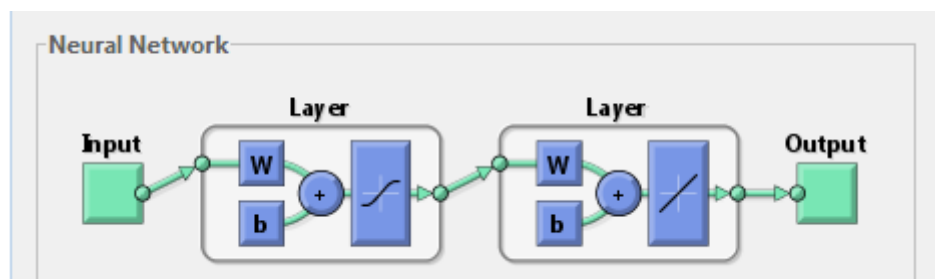 Neural Network
Layer Layer
Input Output
W W
+ +
b b